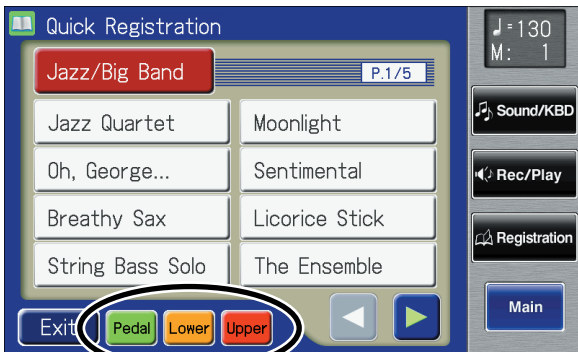 Quick Registration
♩=130
M: 1
Jazz/Big Band P.1/5
Jazz Quartet Moonlight
Oh, George... Sentimental
Breathy Sax Licorice Stick
String Bass Solo The Ensemble
Exit Pedal Lower Upper
Sound/KBD
Rec/Play
Registration
Main